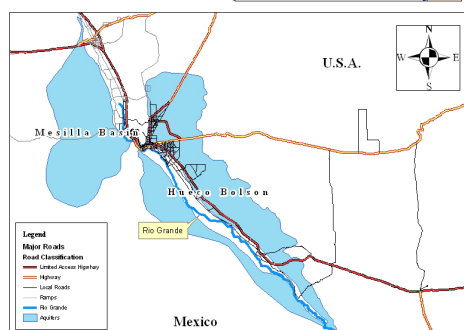 N
W E
S
U.S.A.
Mesilla Basin
Hueco Bolson
Rio Grande
Legend
Major Roads
Road Classification
Limited Access Highway
Highway
Local Roads
Ramps
Rio Grande
Aquifers
Mexico